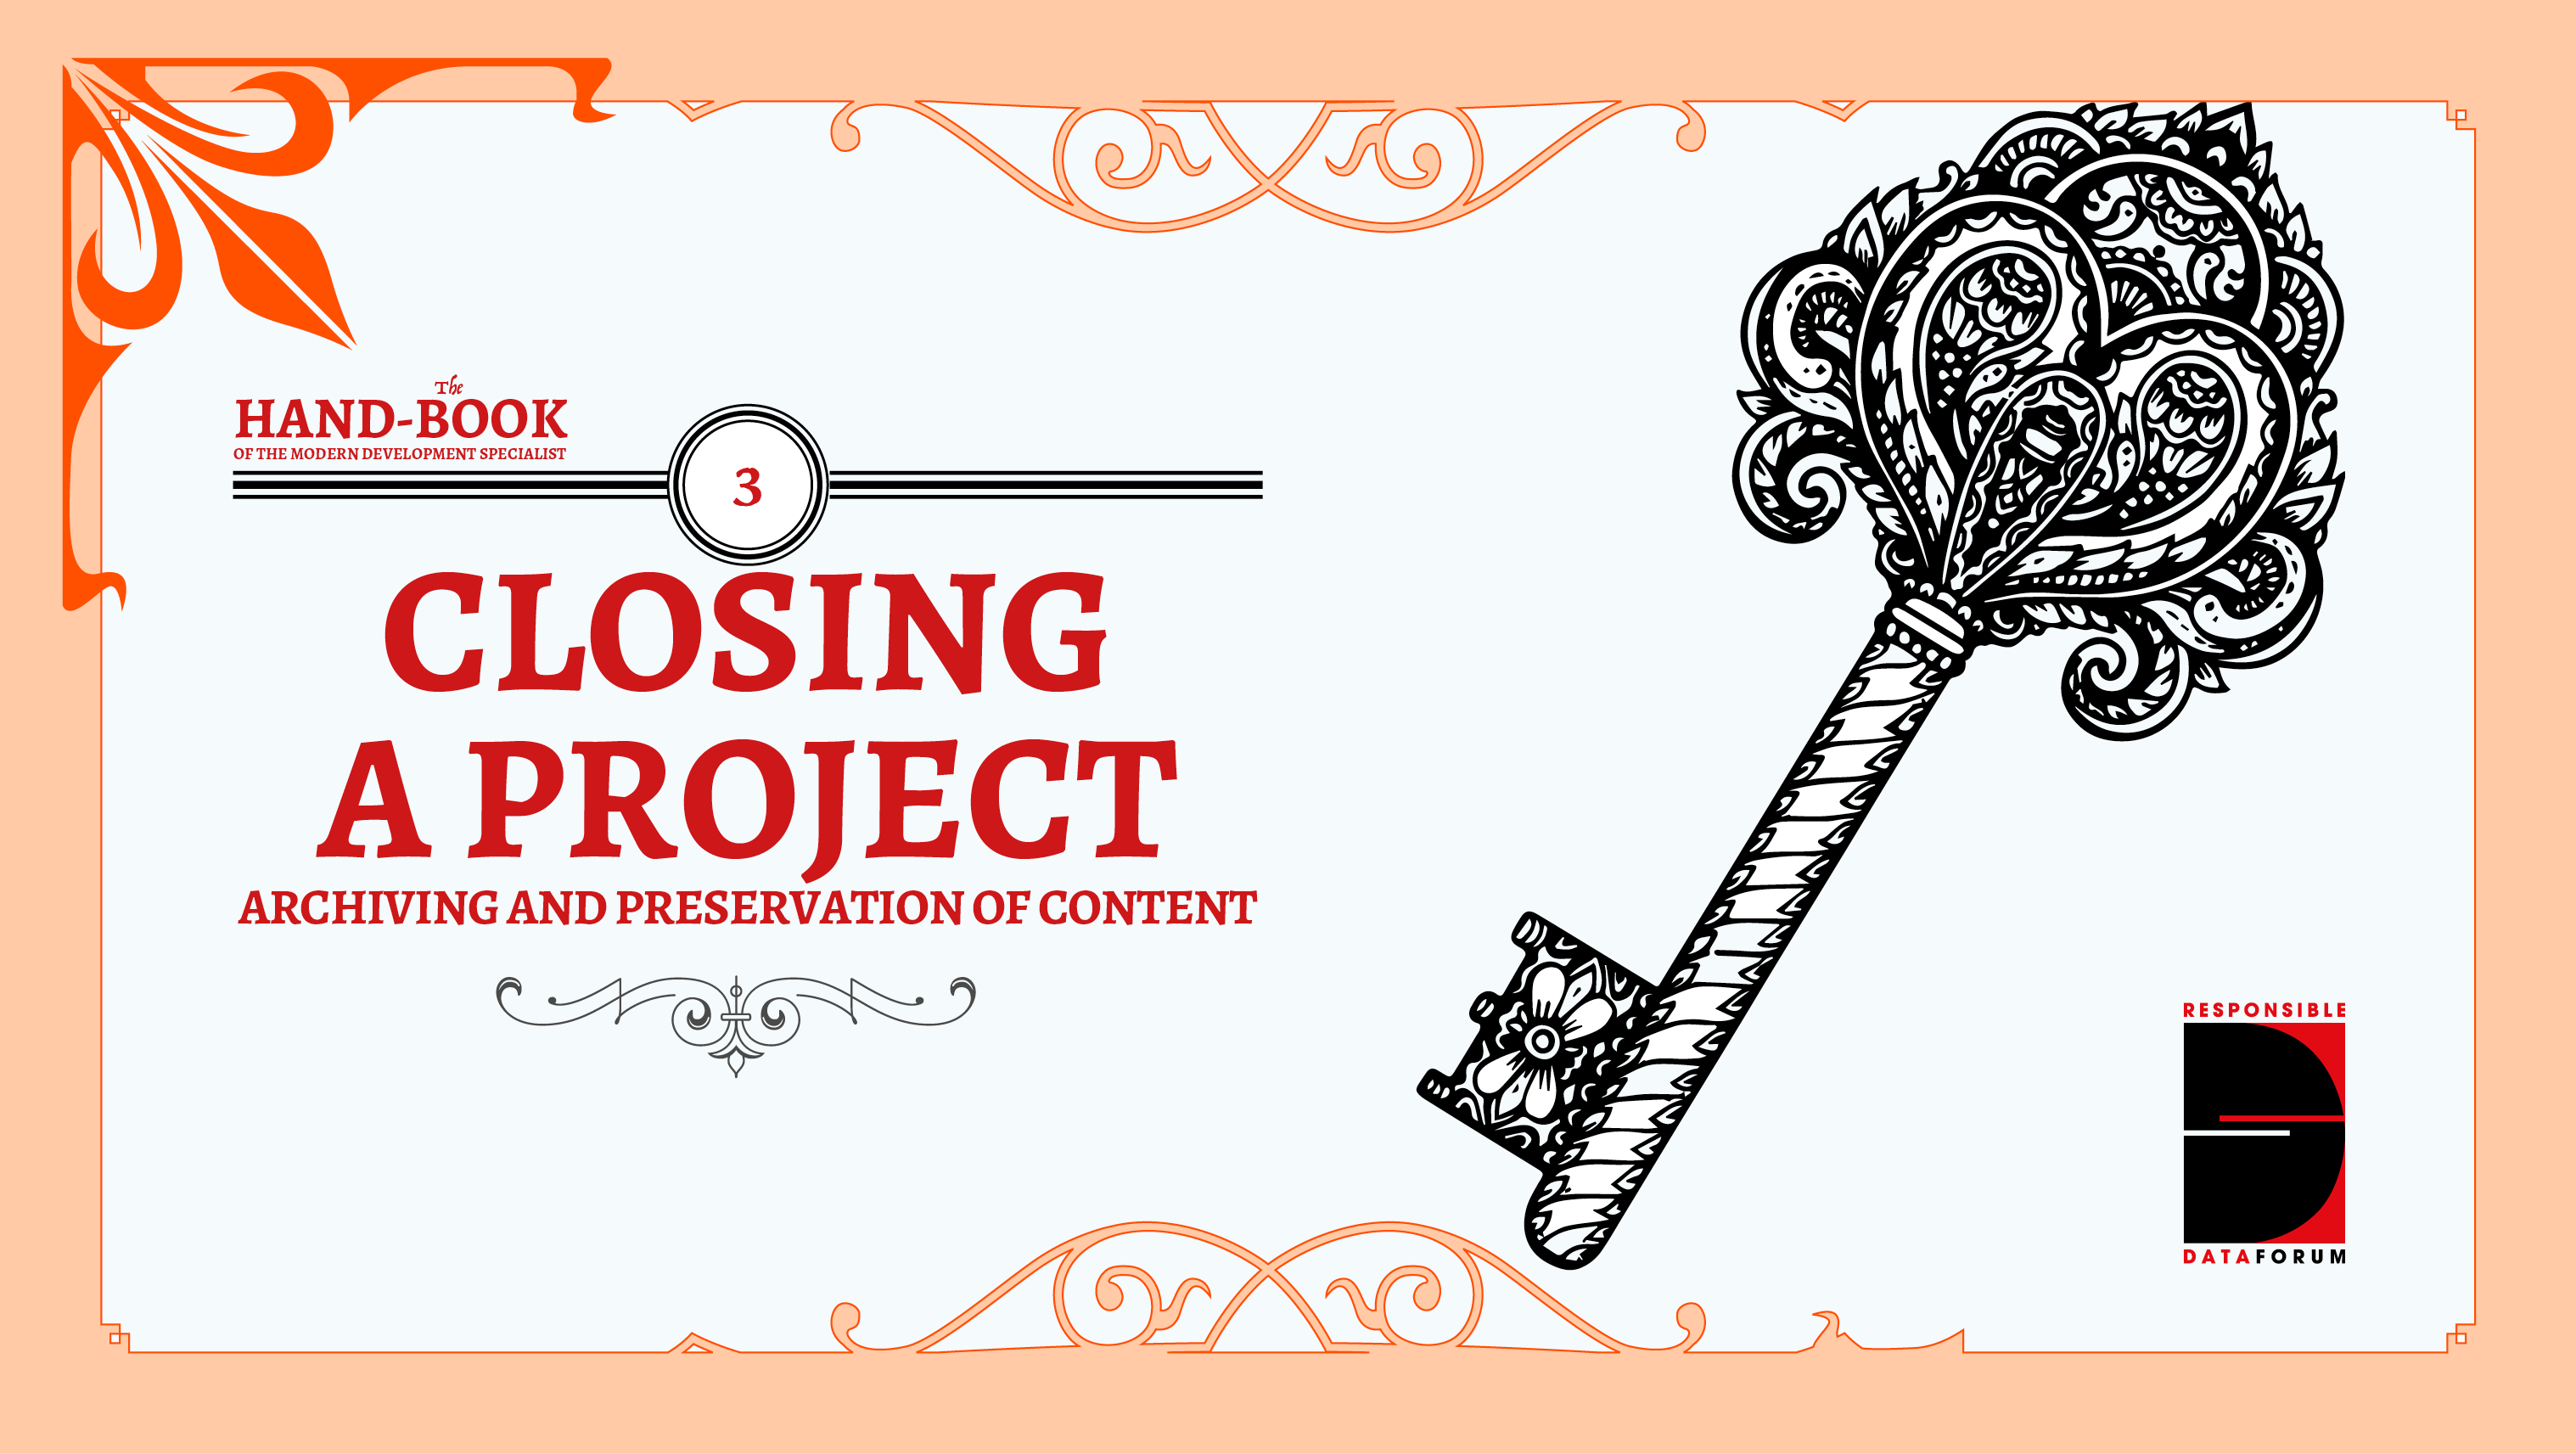 The
HAND-BOOK
OF THE MODERN DEVELOPMENT SPECIALIST
3
CLOSING
A PROJECT
ARCHIVING AND PRESERVATION OF CONTENT
RESPONSIBLE
DATAFORUM